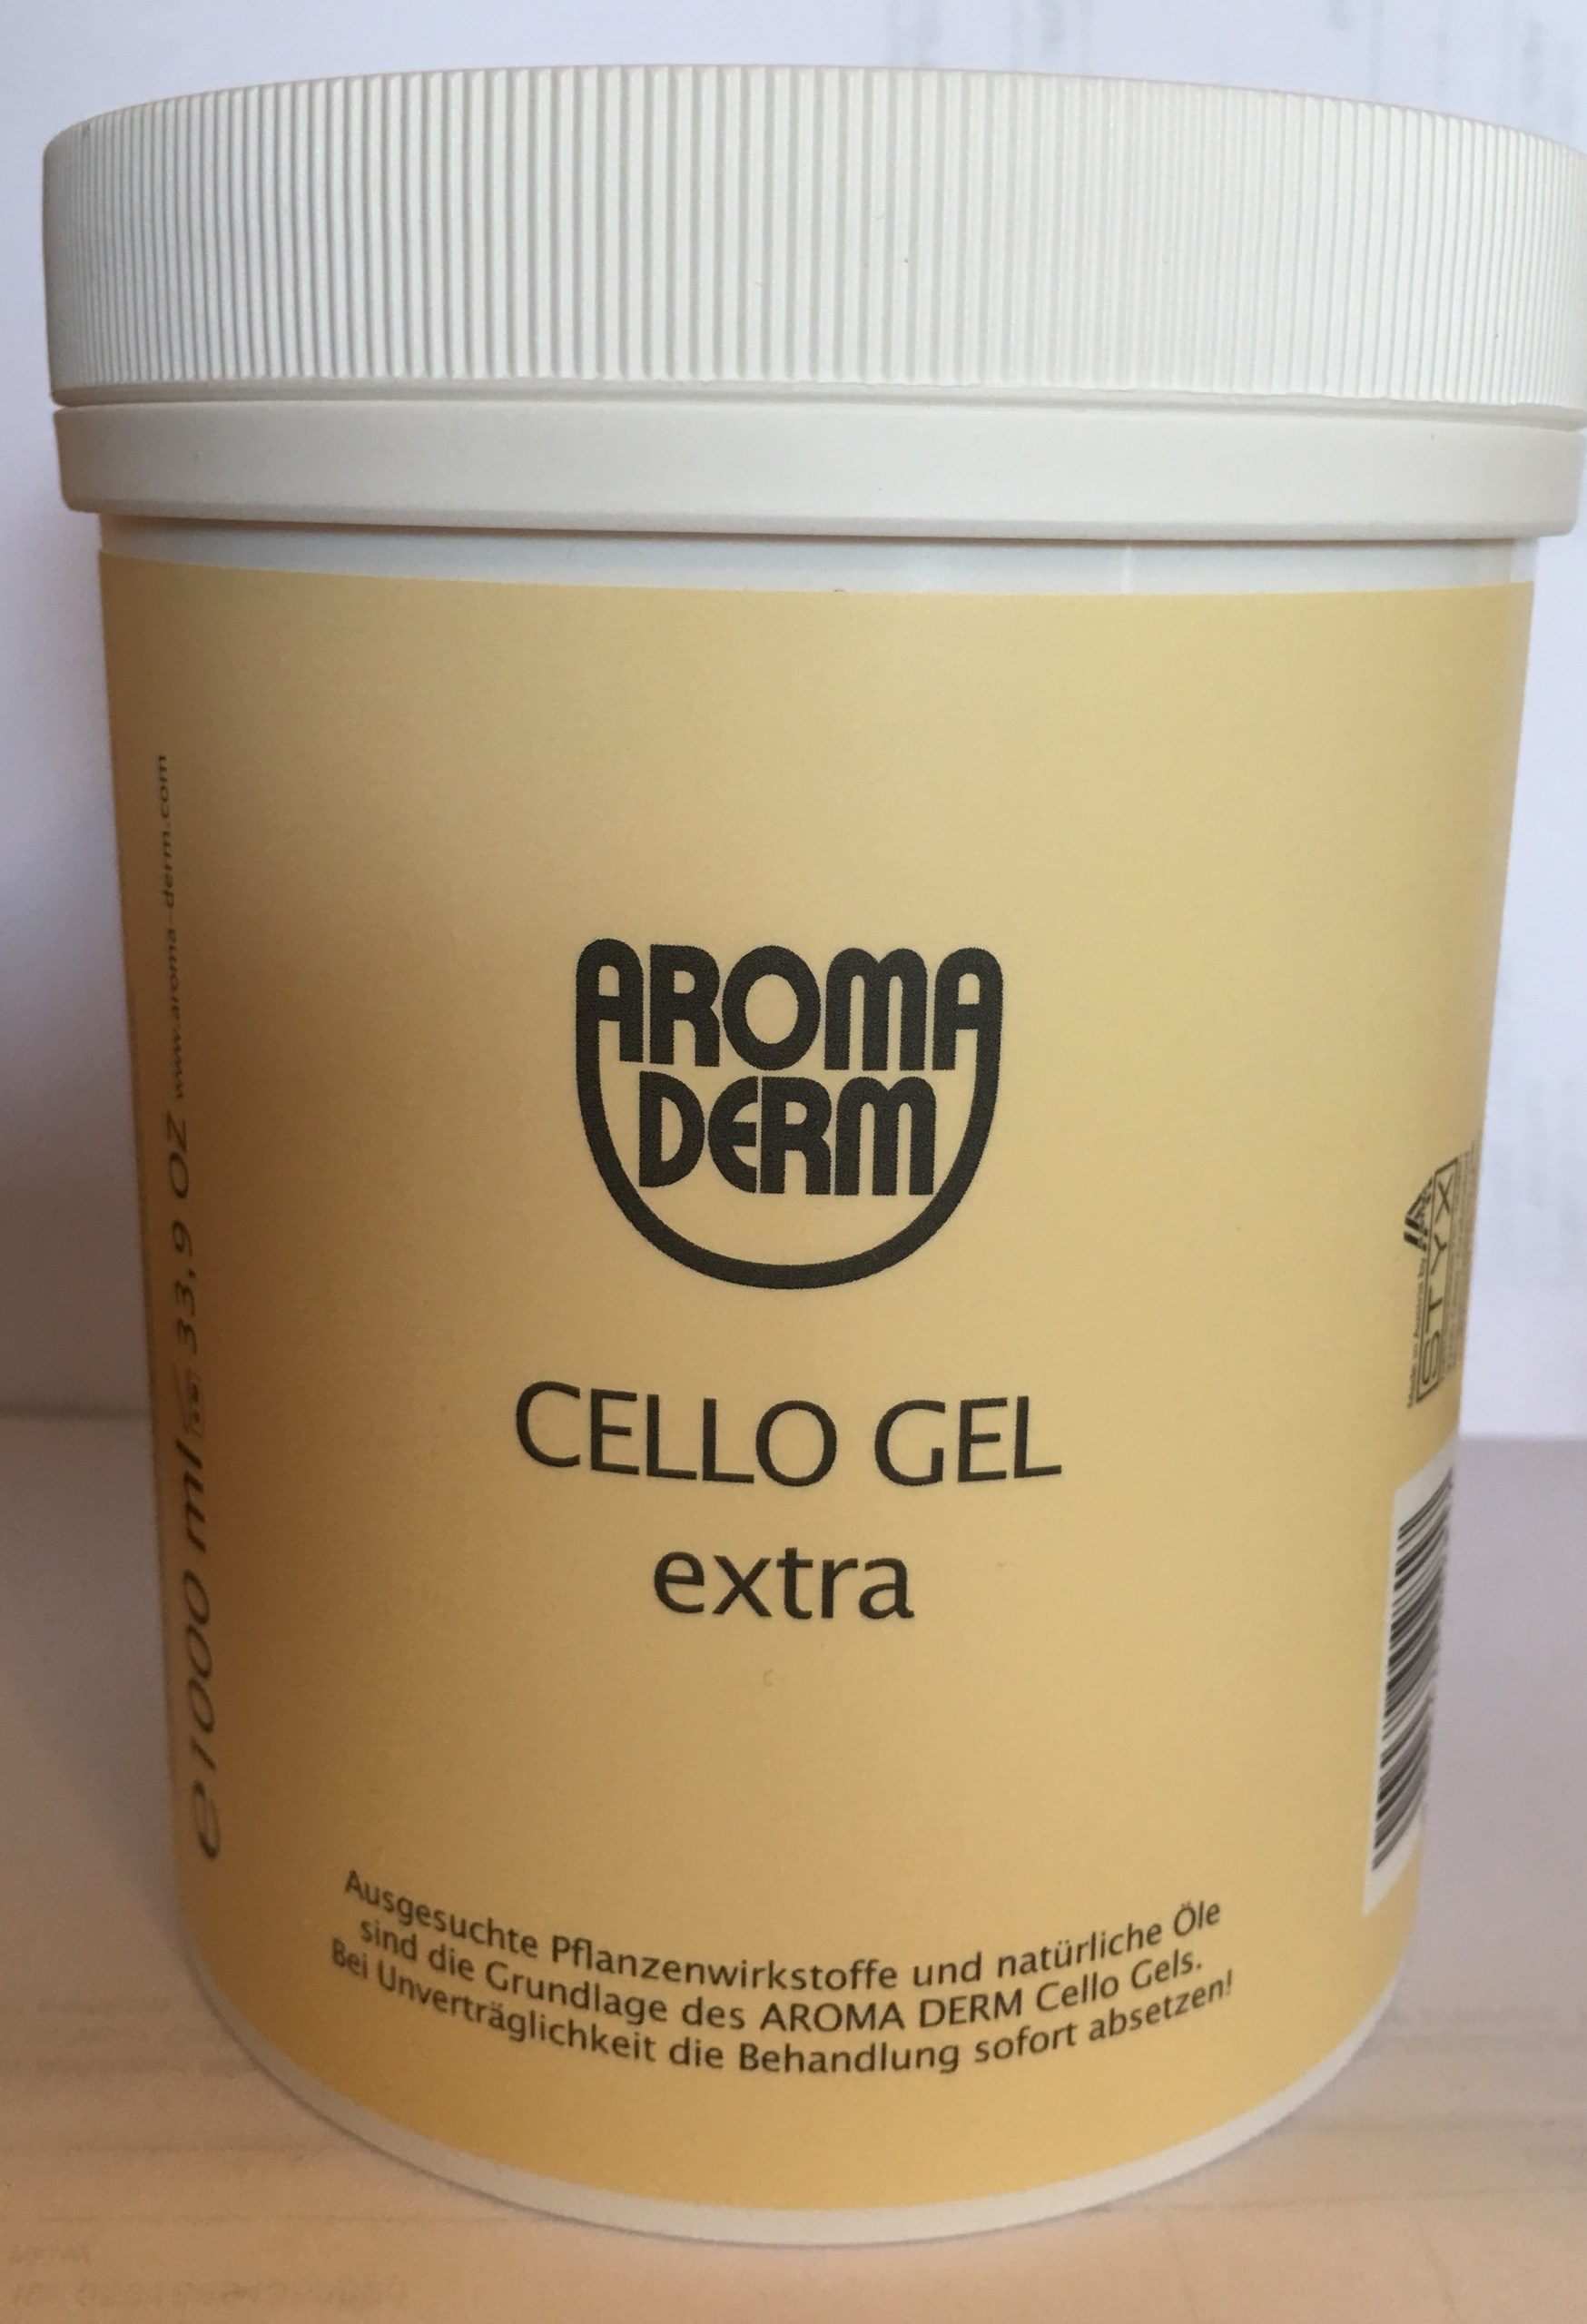 AROMA
DERM
CELLO GEL
extra
Ausgesuchte Pflanzenwirkstoffe und natürliche Öle
sind die Grundlage des AROMA DERM Cello Gels.
Bei Unverträglichkeit die Behandlung sofort absetzen!
e 1000 ml 33,9 OZ www.aroma-derm.com
STYX